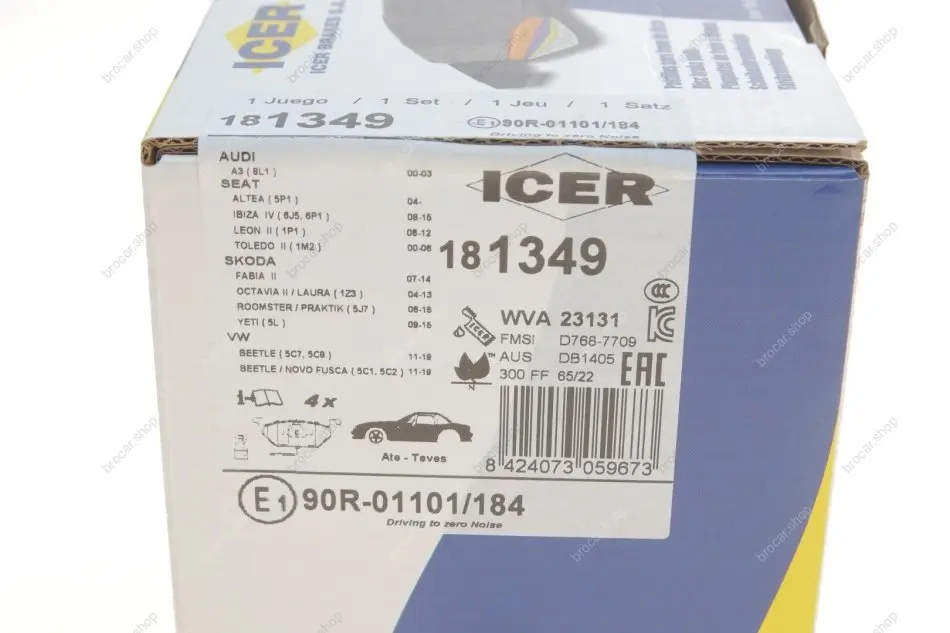 ICER
ICER BRAKES S.A.
1 Juego / 1 Set / 1 Jeu / 1 Satz
181349
E1 90R-01101/184
Driving to zero Noise
AUDI
A3 ( 8L1 ) 00-03
SEAT
ALTEA ( 5P1 ) 04-
IBIZA IV ( 6J5, 6P1 ) 08-15
LEON II ( 1P1 ) 06-12
TOLEDO II ( 1M2 ) 00-06
SKODA
FABIA II 07-14
OCTAVIA II / LAURA ( 1Z3 ) 04-13
ROOMSTER / PRAKTIK ( 5J7 ) 06-15
YETI ( 5L ) 09-15
VW
BEETLE ( 5C7, 5C8 ) 11-19
BEETLE / NOVO FUSCA ( 5C1, 5C2 ) 11-19
i
4 x
Ate - Teves
ICER
181349
CCC
ICER
WVA 23131
KC
FMSI D768-7709
AUS DB1405
TM
N
300 FF 65/22
EAC
8 424073 059673
E1 90R-01101/184
Driving to zero Noise
brocar.shop